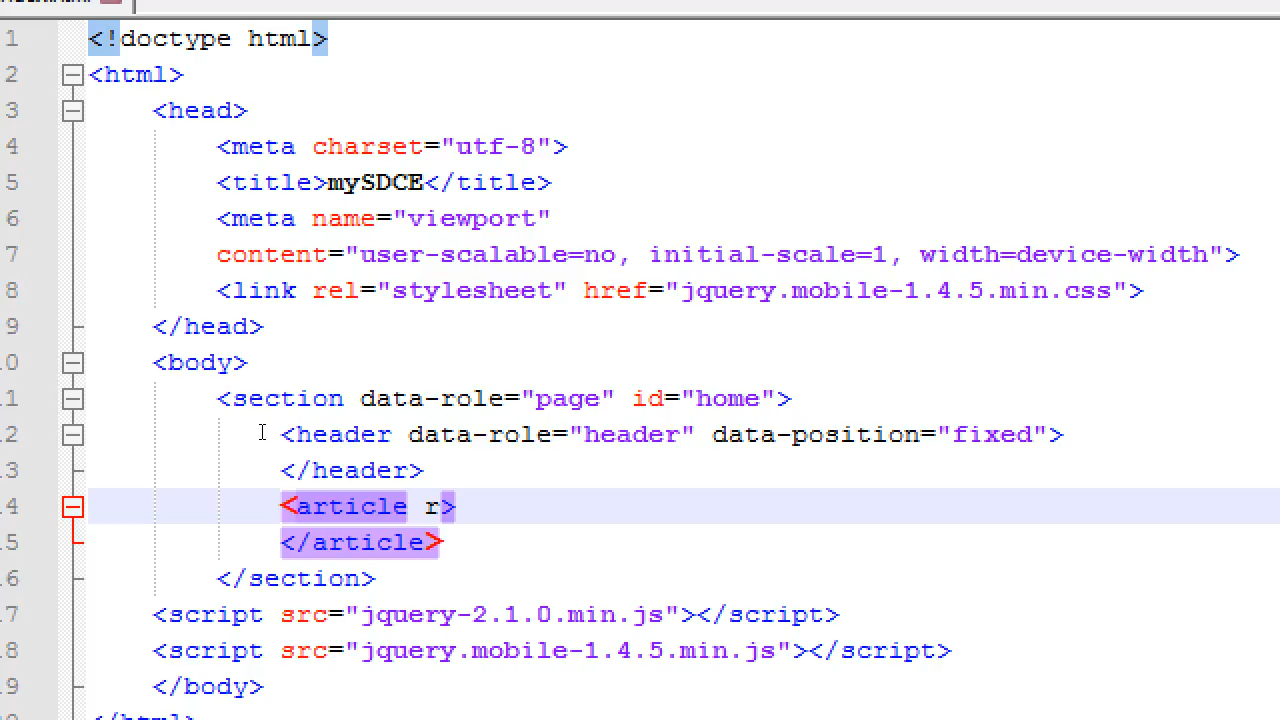 1 <!doctype html>
2 <html>
3 <head>
4 <meta charset="utf-8">
5 <title>mySDCE</title>
6 <meta name="viewport"
7 content="user-scalable=no, initial-scale=1, width=device-width">
8 <link rel="stylesheet" href="jquery.mobile-1.4.5.min.css">
9 </head>
0 <body>
1 <section data-role="page" id="home">
2 <header data-role="header" data-position="fixed">
3 </header>
4 <article r>
5 </article>
6 </section>
7 <script src="jquery-2.1.0.min.js"></script>
8 <script src="jquery.mobile-1.4.5.min.js"></script>
9 </body>
</html>